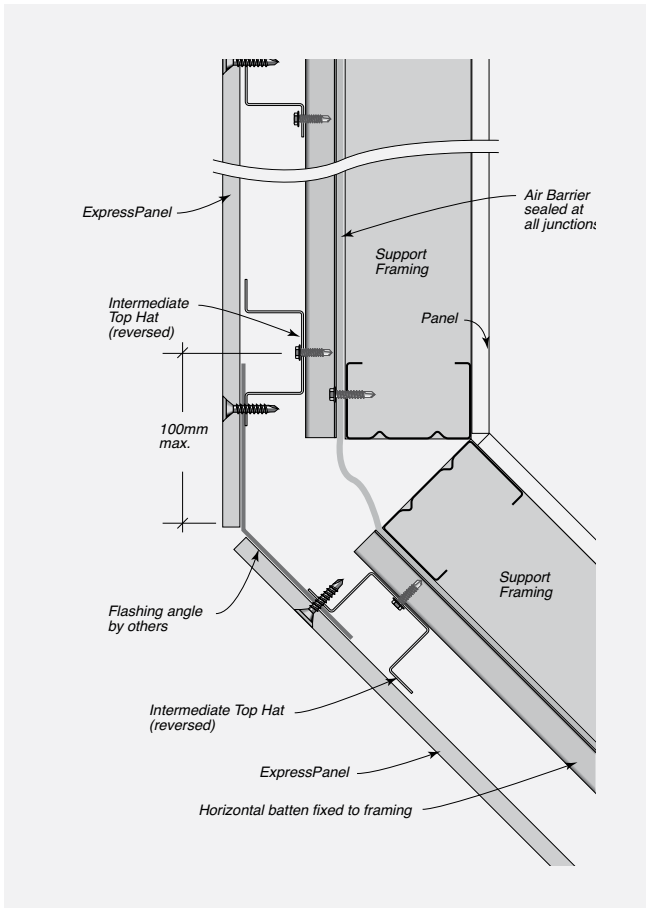 ExpressPanel
Air Barrier
sealed at
all junctions
Support
Framing
Intermediate
Top Hat
(reversed)
Panel
100mm
max.
Support
Framing
Flashing angle
by others
Intermediate Top Hat
(reversed)
ExpressPanel
Horizontal batten fixed to framing